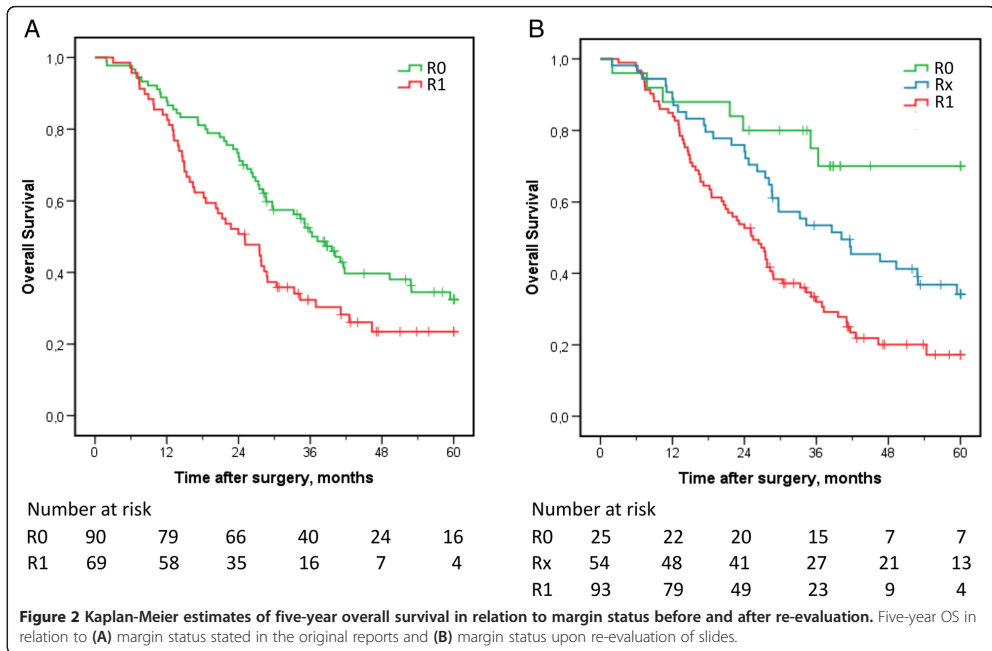 A
1,0
0,8
0,6
0,4
0,2
0,0
Overall Survival
R0
R1
0 12 24 36 48 60
Time after surgery, months
Number at risk
R0 90 79 66 40 24 16
R1 69 58 35 16 7 4
B
1,0
0,8
0,6
0,4
0,2
0,0
Overall Survival
R0
Rx
R1
0 12 24 36 48 60
Time after surgery, months
Number at risk
R0 25 22 20 15 7 7
Rx 54 48 41 27 21 13
R1 93 79 49 23 9 4
Figure 2 Kaplan-Meier estimates of five-year overall survival in relation to margin status before and after re-evaluation. Five-year OS in
relation to (A) margin status stated in the original reports and (B) margin status upon re-evaluation of slides.